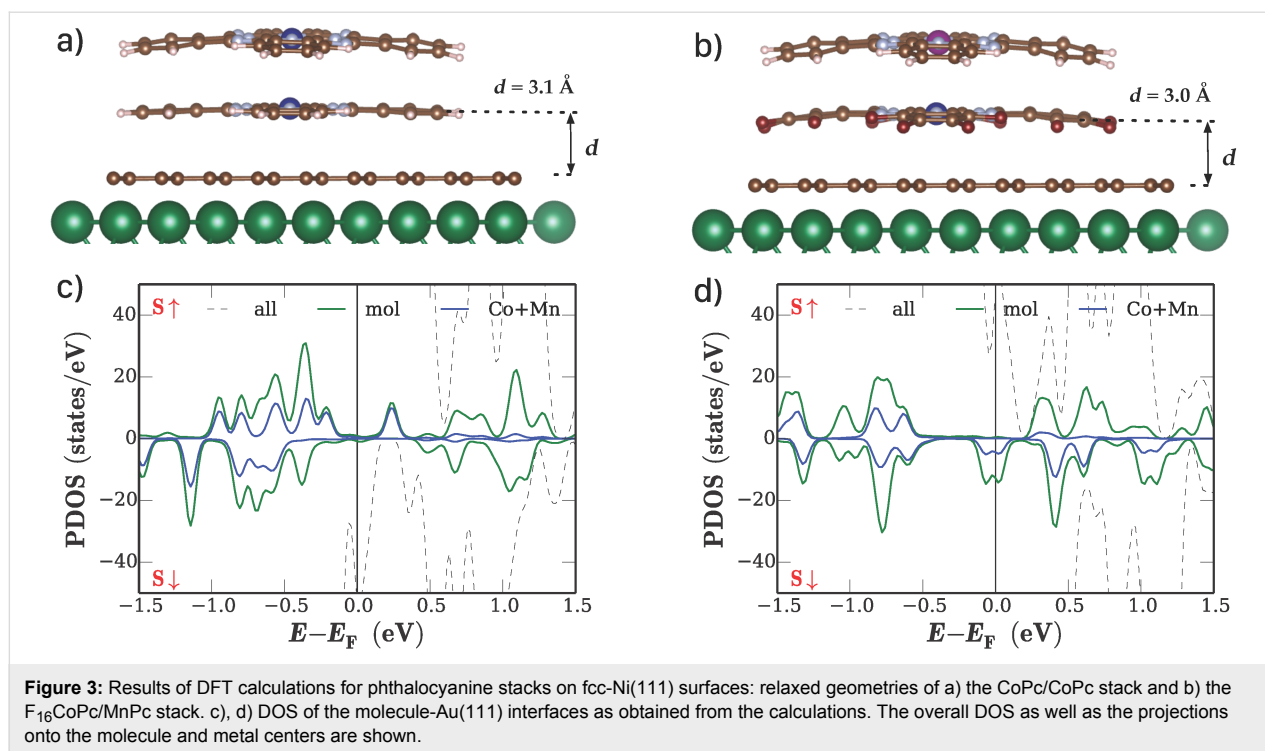 a)
d = 3.1 Å
d
b)
d = 3.0 Å
d
c)
S↑ all mol Co+Mn
40
20
0
−20
−40
PDOS (states/eV)
S↓
−1.5 −1.0 −0.5 0.0 0.5 1.0 1.5
E−E_F (eV)
d)
S↑ all mol Co+Mn
40
20
0
−20
−40
PDOS (states/eV)
S↓
−1.5 −1.0 −0.5 0.0 0.5 1.0 1.5
E−E_F (eV)
Figure 3: Results of DFT calculations for phthalocyanine stacks on fcc-Ni(111) surfaces: relaxed geometries of a) the CoPc/CoPc stack and b) the
F₁₆CoPc/MnPc stack. c), d) DOS of the molecule-Au(111) interfaces as obtained from the calculations. The overall DOS as well as the projections
onto the molecule and metal centers are shown.